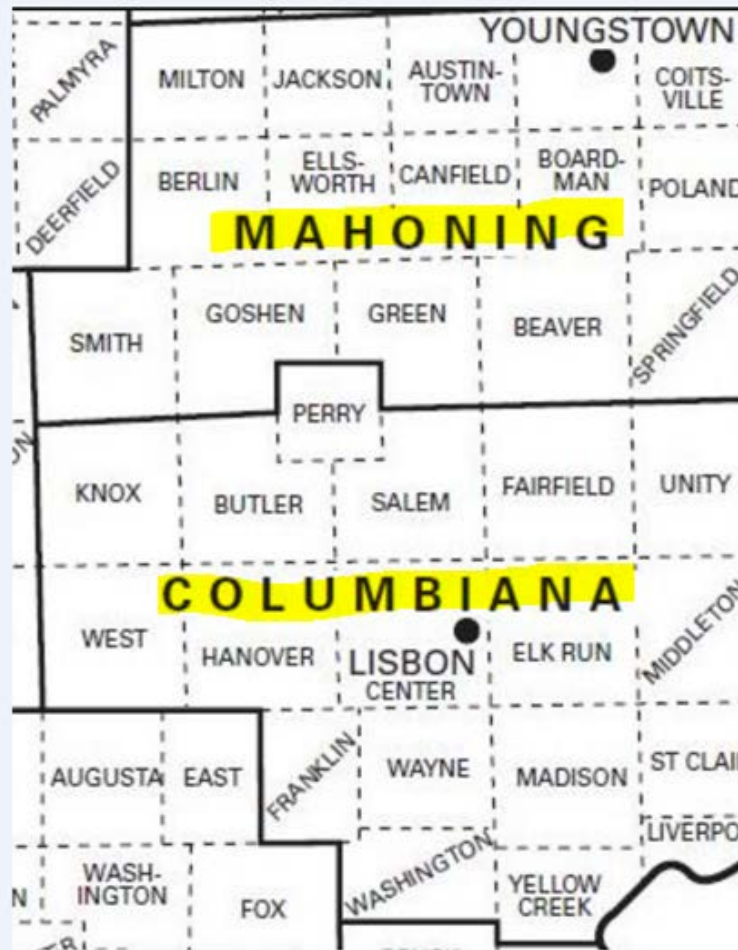 YOUNGSTOWN
PALMYRA
MILTON
JACKSON
AUSTIN-
TOWN
COITS-
VILLE
DEERFIELD
BERLIN
ELLS-
WORTH
CANFIELD
BOARD-
MAN
POLAND
MAHONING
SMITH
GOSHEN
GREEN
BEAVER
SPRINGFIELD
PERRY
KNOX
BUTLER
SALEM
FAIRFIELD
UNITY
COLUMBIANA
WEST
HANOVER
LISBON
CENTER
ELK RUN
MIDDLETON
AUGUSTA
EAST
FRANKLIN
WAYNE
MADISON
ST CLAI
LIVERPO
WASH-
INGTON
FOX
WASHINGTON
YELLOW
CREEK